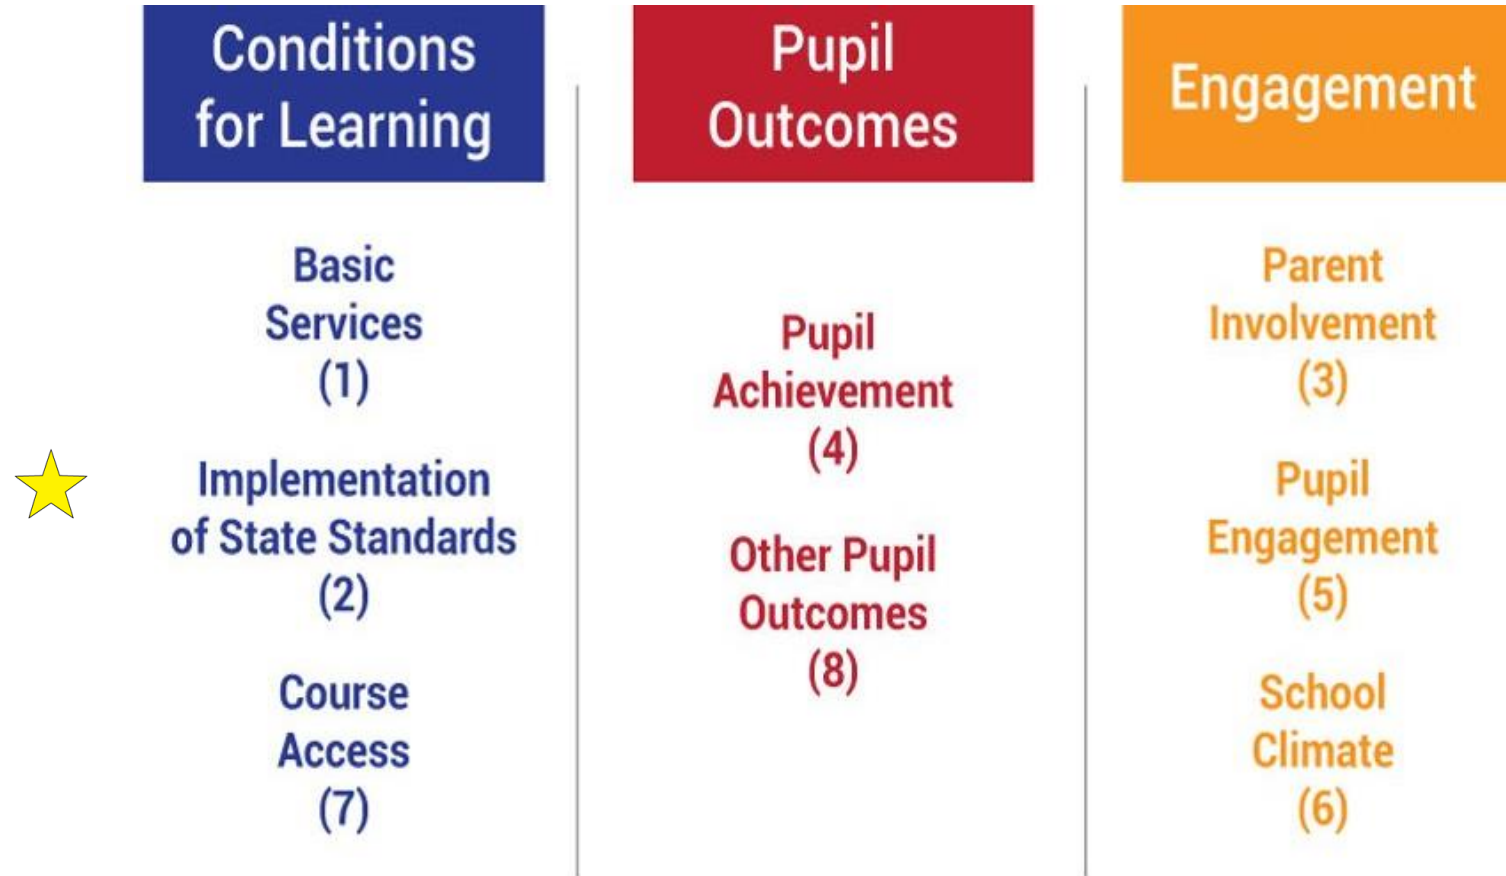 Conditions
for Learning
Basic
Services
(1)
Implementation
of State Standards
(2)
Course
Access
(7)
Pupil
Outcomes
Pupil
Achievement
(4)
Other Pupil
Outcomes
(8)
Engagement
Parent
Involvement
(3)
Pupil
Engagement
(5)
School
Climate
(6)